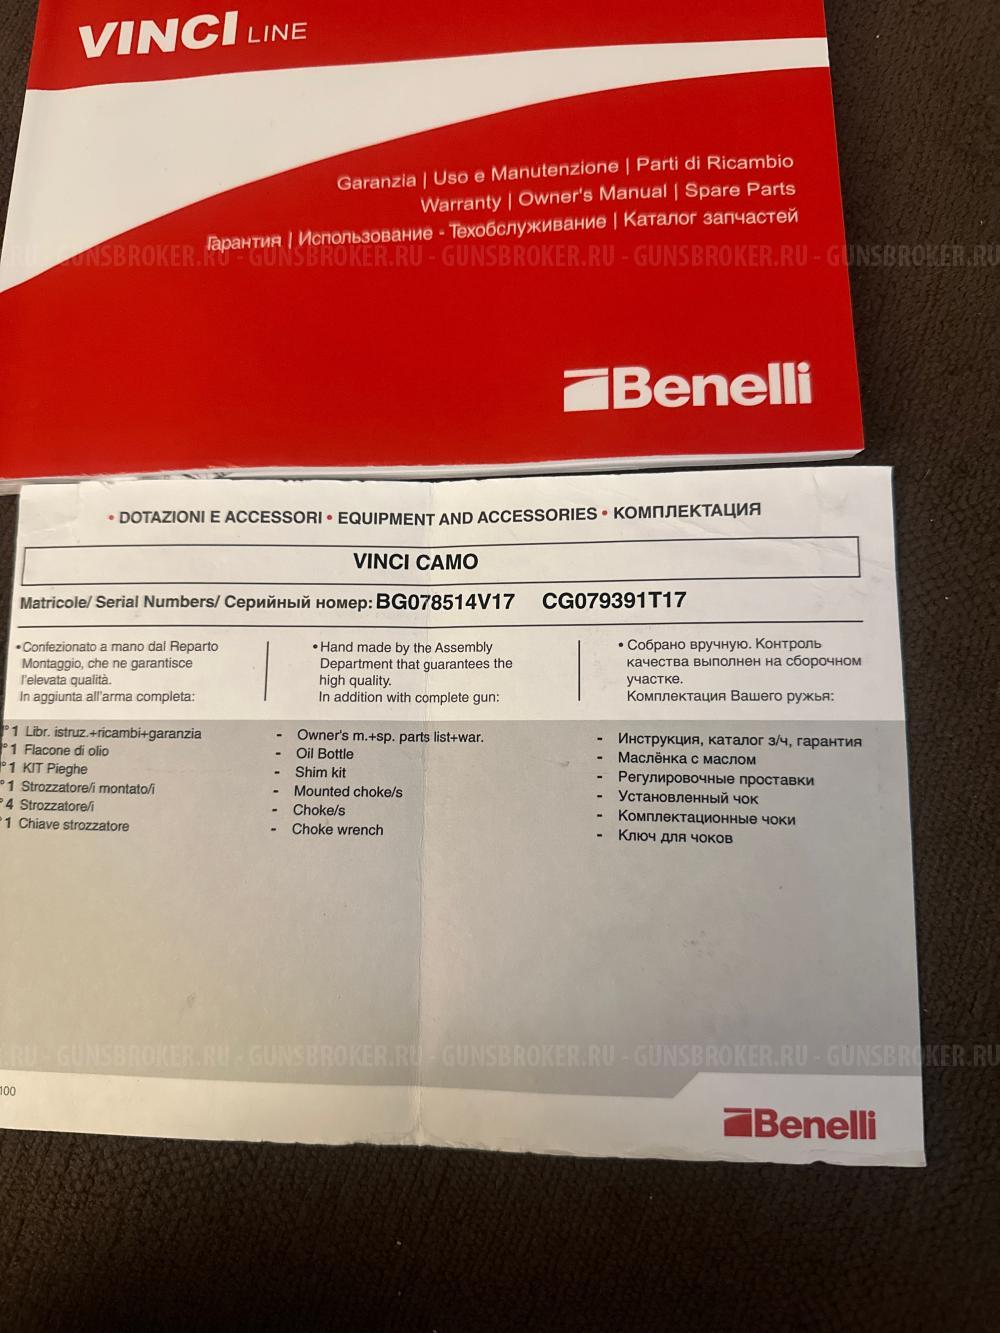 VINCI LINE
Garanzia | Uso e Manutenzione | Parti di Ricambio
Warranty | Owner's Manual | Spare Parts
Гарантия | Использование - Техобслуживание | Каталог запчастей
RU - GUNSBROKER.RU - GUNSBROKER.RU - GUNSBROKER.RU - GUNSBROKER.RU - GUNSBROKER.RU
Benelli
• DOTAZIONI E ACCESSORI • EQUIPMENT AND ACCESSORIES • КОМПЛЕКТАЦИЯ
VINCI CAMO
Matricole/ Serial Numbers/ Серийный номер: BG078514V17 CG079391T17
• Confezionato a mano dal Reparto
Montaggio, che ne garantisce
l'elevata qualità.
In aggiunta all'arma completa:
• Hand made by the Assembly
Department that guarantees the
high quality.
In addition with complete gun:
• Собрано вручную. Контроль
качества выполнен на сборочном
участке.
Комплектация Вашего ружья:
°1 Libr. istruz.+ricambi+garanzia
°1 Flacone di olio
°1 KIT Pieghe
°1 Strozzatore/i montato/i
°4 Strozzatore/i
°1 Chiave strozzatore
- Owner's m.+sp. parts list+war.
- Oil Bottle
- Shim kit
- Mounted choke/s
- Choke/s
- Choke wrench
- Инструкция, каталог з/ч, гарантия
- Маслёнка с маслом
- Регулировочные проставки
- Установленный чок
- Комплектационные чоки
- Ключ для чоков
RU - GUNSBROKER.RU - GUNSBROKER.RU - GUNSBROKER.RU - GUNSBROKER.RU - GUNSBROKER.RU
100
Benelli